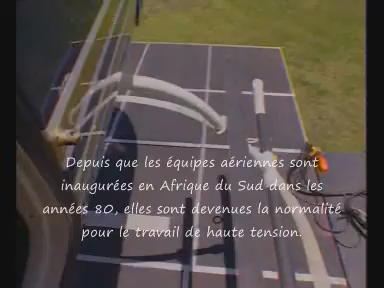 Depuis que les équipes aériennes sont
inaugurées en Afrique du Sud dans les
années 80, elles sont devenues la normalité
pour le travail de haute tension.